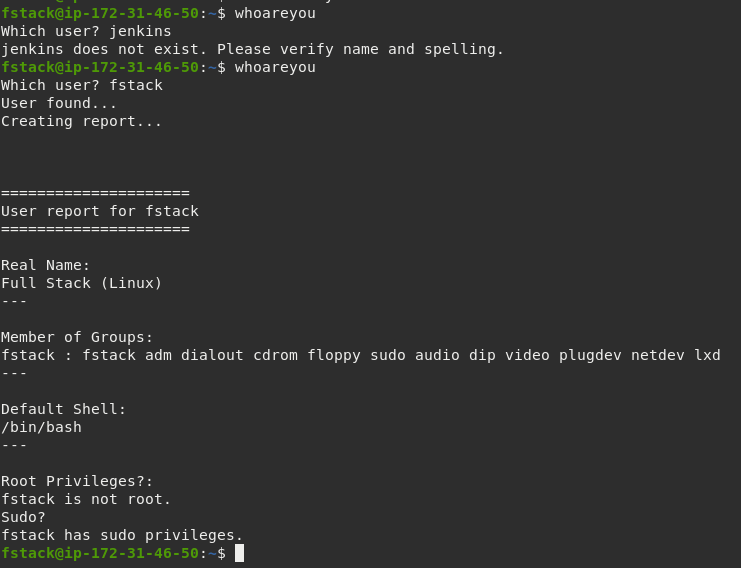 fstack@ip-172-31-46-50:~$ whoareyou
Which user? jenkins
jenkins does not exist. Please verify name and spelling.
fstack@ip-172-31-46-50:~$ whoareyou
Which user? fstack
User found...
Creating report...
=====================
User report for fstack
=====================
Real Name:
Full Stack (Linux)
---
Member of Groups:
fstack : fstack adm dialout cdrom floppy sudo audio dip video plugdev netdev lxd
---
Default Shell:
/bin/bash
---
Root Privileges?:
fstack is not root.
Sudo?
fstack has sudo privileges.
fstack@ip-172-31-46-50:~$